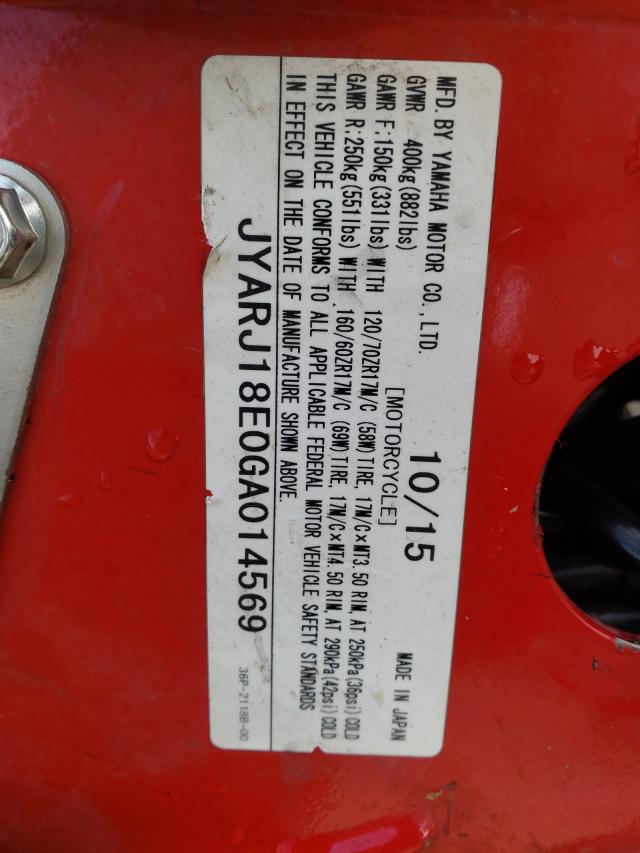 MFD. BY YAMAHA MOTOR CO., LTD. 10/15 MADE IN JAPAN
GVWR 400kg(882lbs) [MOTORCYCLE]
GAWR F:150kg(331lbs)WITH 120/70ZR17M/C (58W)TIRE, 17M/C×MT3.50 RIM, AT 250kPa(36psi)COLD
GAWR R:250kg(551lbs)WITH 160/60ZR17M/C (69W)TIRE, 17M/C×MT4.50 RIM, AT 290kPa(42psi)COLD
THIS VEHICLE CONFORMS TO ALL APPLICABLE FEDERAL MOTOR VEHICLE SAFETY STANDARDS
IN EFFECT ON THE DATE OF MANUFACTURE SHOWN ABOVE.
JYARJ18E0GA014569
36P-2118B-00